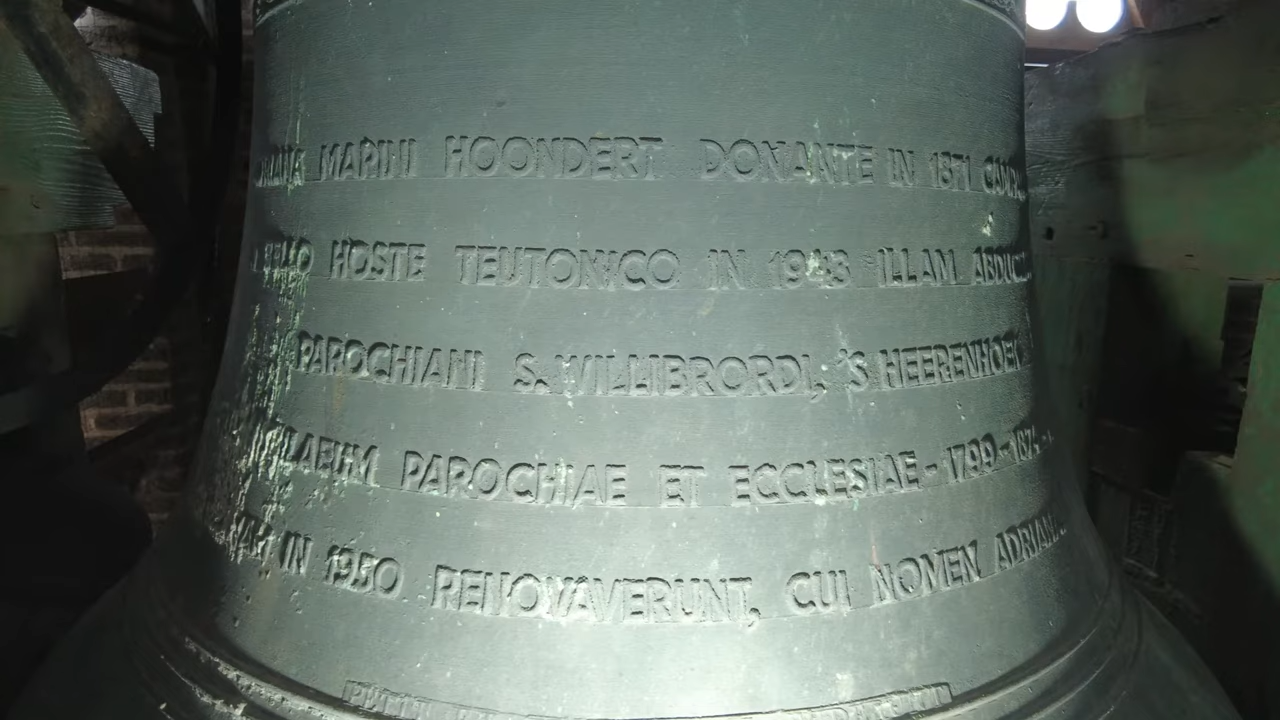 MARINI HOONDERT DONANTE IN 1871
HOSTE TEUTONICO IN 1943 ILLAM
PAROCHIANI S. WILLIBRORDI, 'S HEERENHOEK
PAROCHIAE ET ECCLESIAE - 1799 -
IN 1950 RENOVAVERUNT, CUI NOMEN